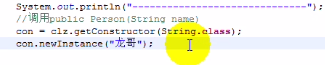 System.out.println("-----------------------------");
//调用public Person(String name)
con = clz.getConstructor(String.class);
con.newInstance("龙哥");